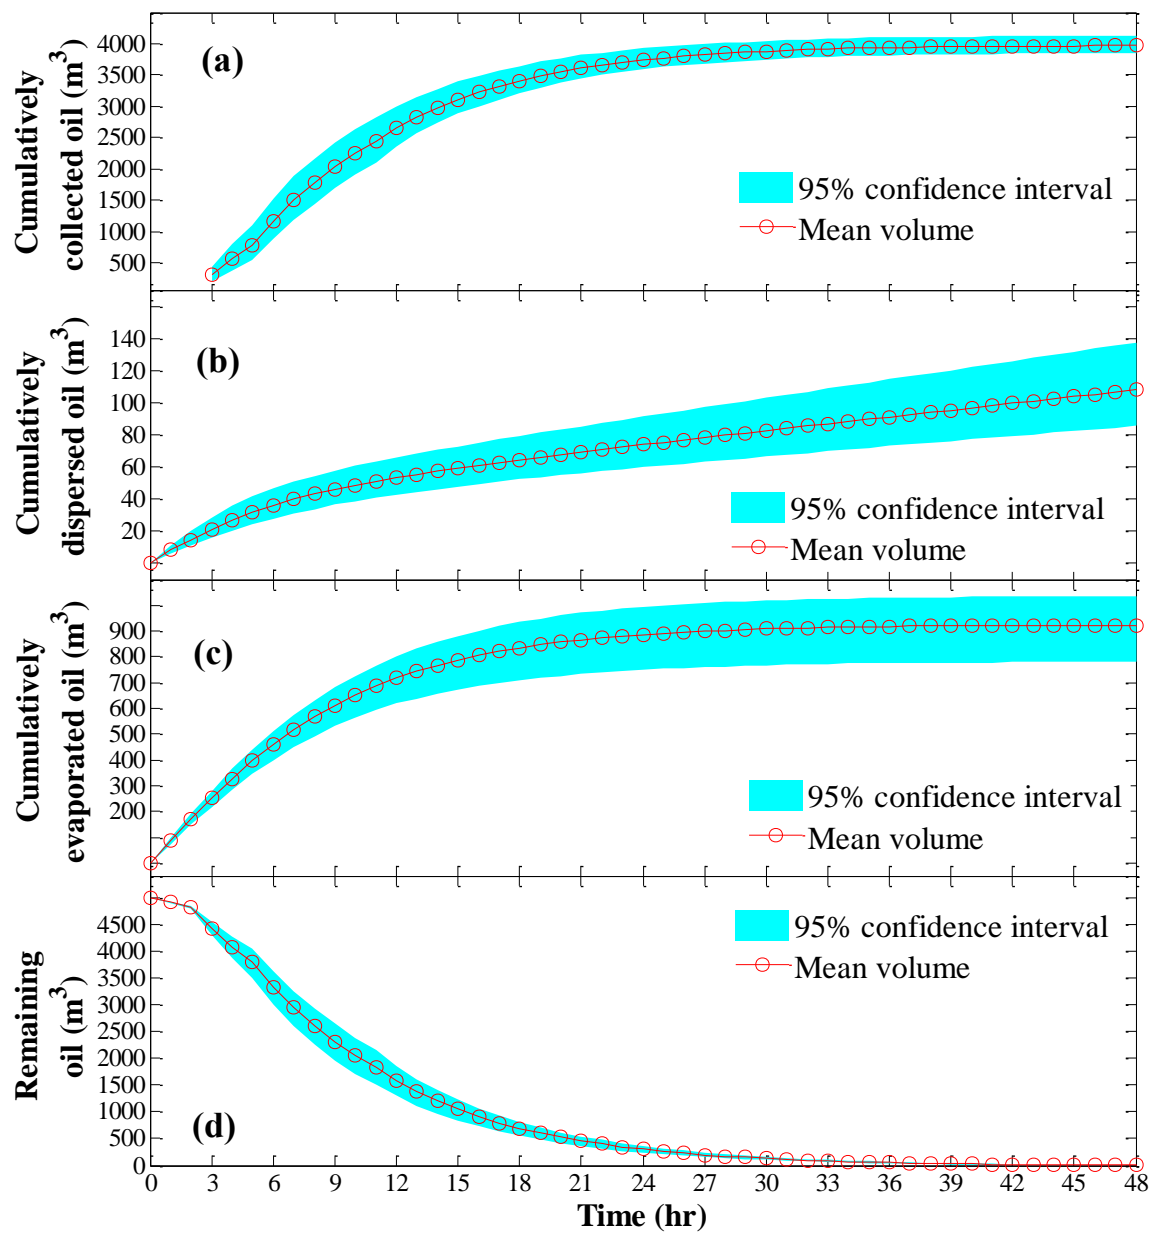 Cumulatively
collected oil (m³)
4000
3500
3000
2500
2000
1500
1000
500
(a)
95% confidence interval
Mean volume
Cumulatively
dispersed oil (m³)
140
120
100
80
60
40
20
(b)
95% confidence interval
Mean volume
Cumulatively
evaporated oil (m³)
900
800
700
600
500
400
300
200
(c)
95% confidence interval
Mean volume
Remaining
oil (m³)
4500
4000
3500
3000
2500
2000
1500
1000
500
0
(d)
95% confidence interval
Mean volume
0 3 6 9 12 15 18 21 24 27 30 33 36 39 42 45 48
Time (hr)